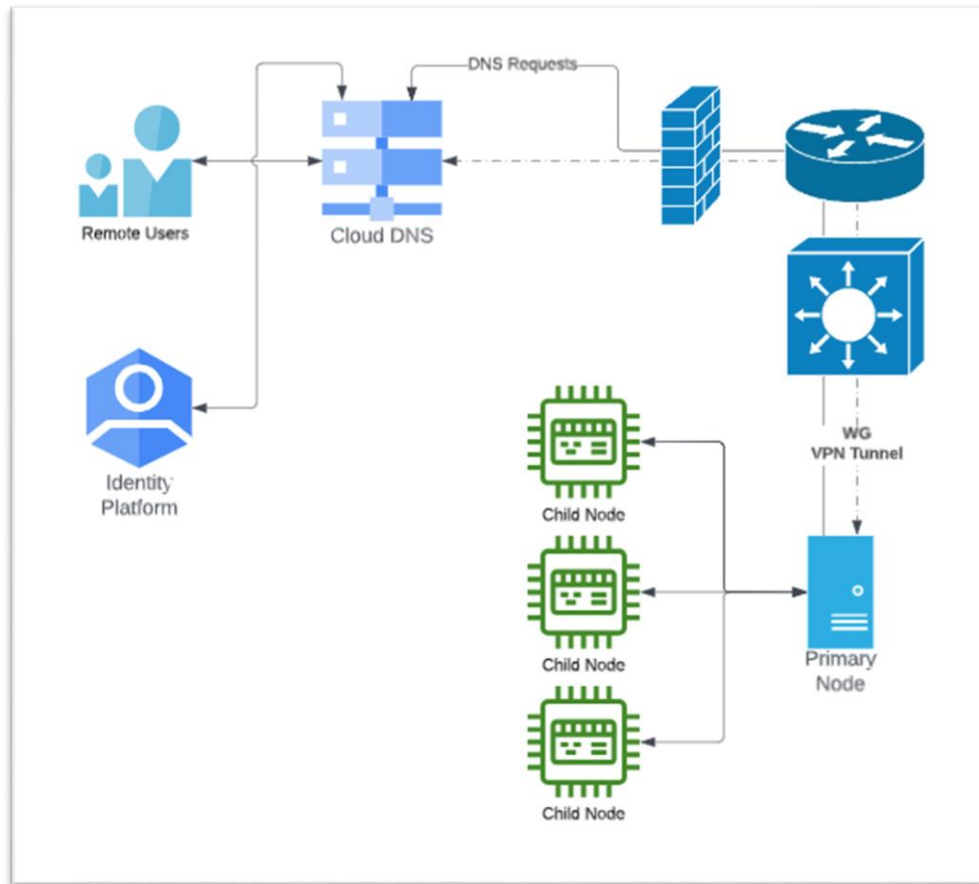 DNS Requests
Remote Users
Cloud DNS
Identity
Platform
WG
VPN Tunnel
Child Node
Child Node
Child Node
Primary
Node